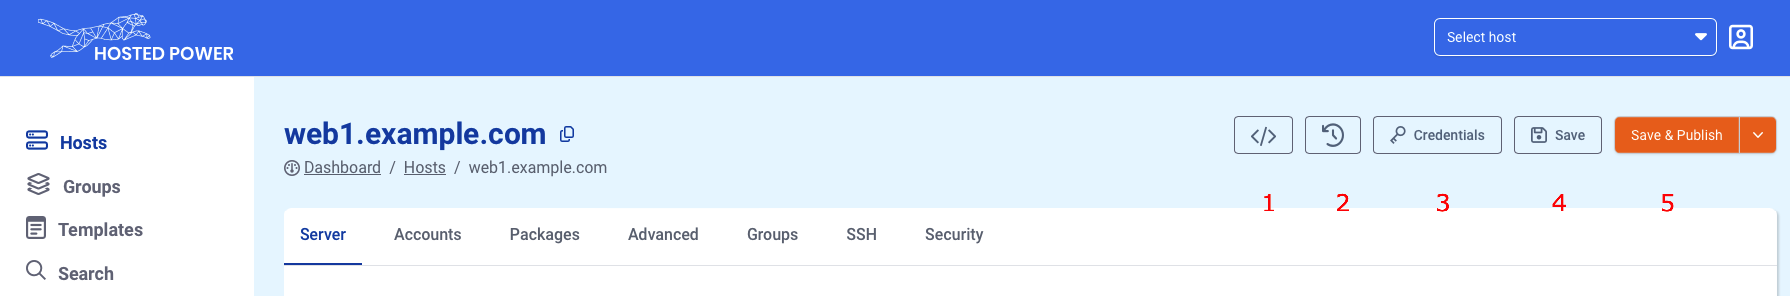 HOSTED POWER
Select host
Hosts
Groups
Templates
Search
web1.example.com
Dashboard / Hosts / web1.example.com
</> Credentials Save Save & Publish
1 2 3 4 5
Server Accounts Packages Advanced Groups SSH Security